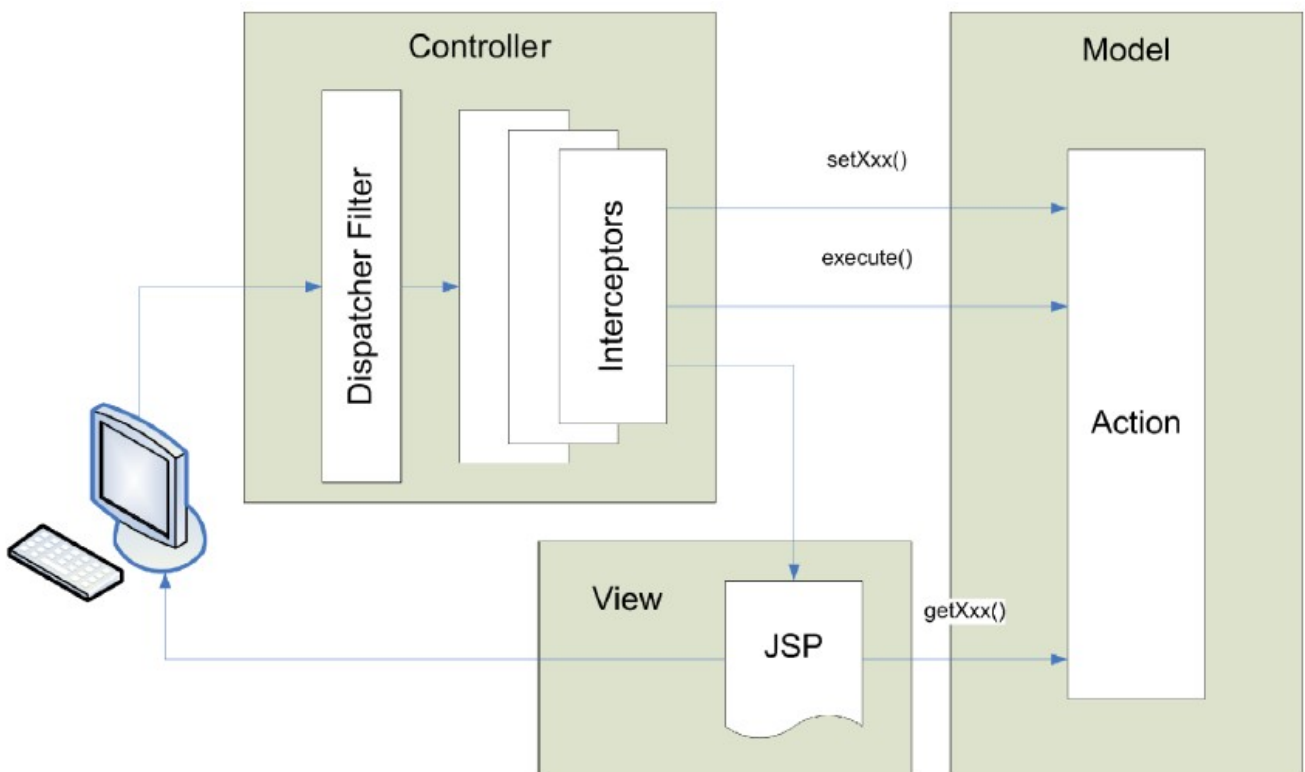 Controller
Model
Dispatcher Filter
Interceptors
setXxx()
execute()
Action
View
JSP
getXxx()